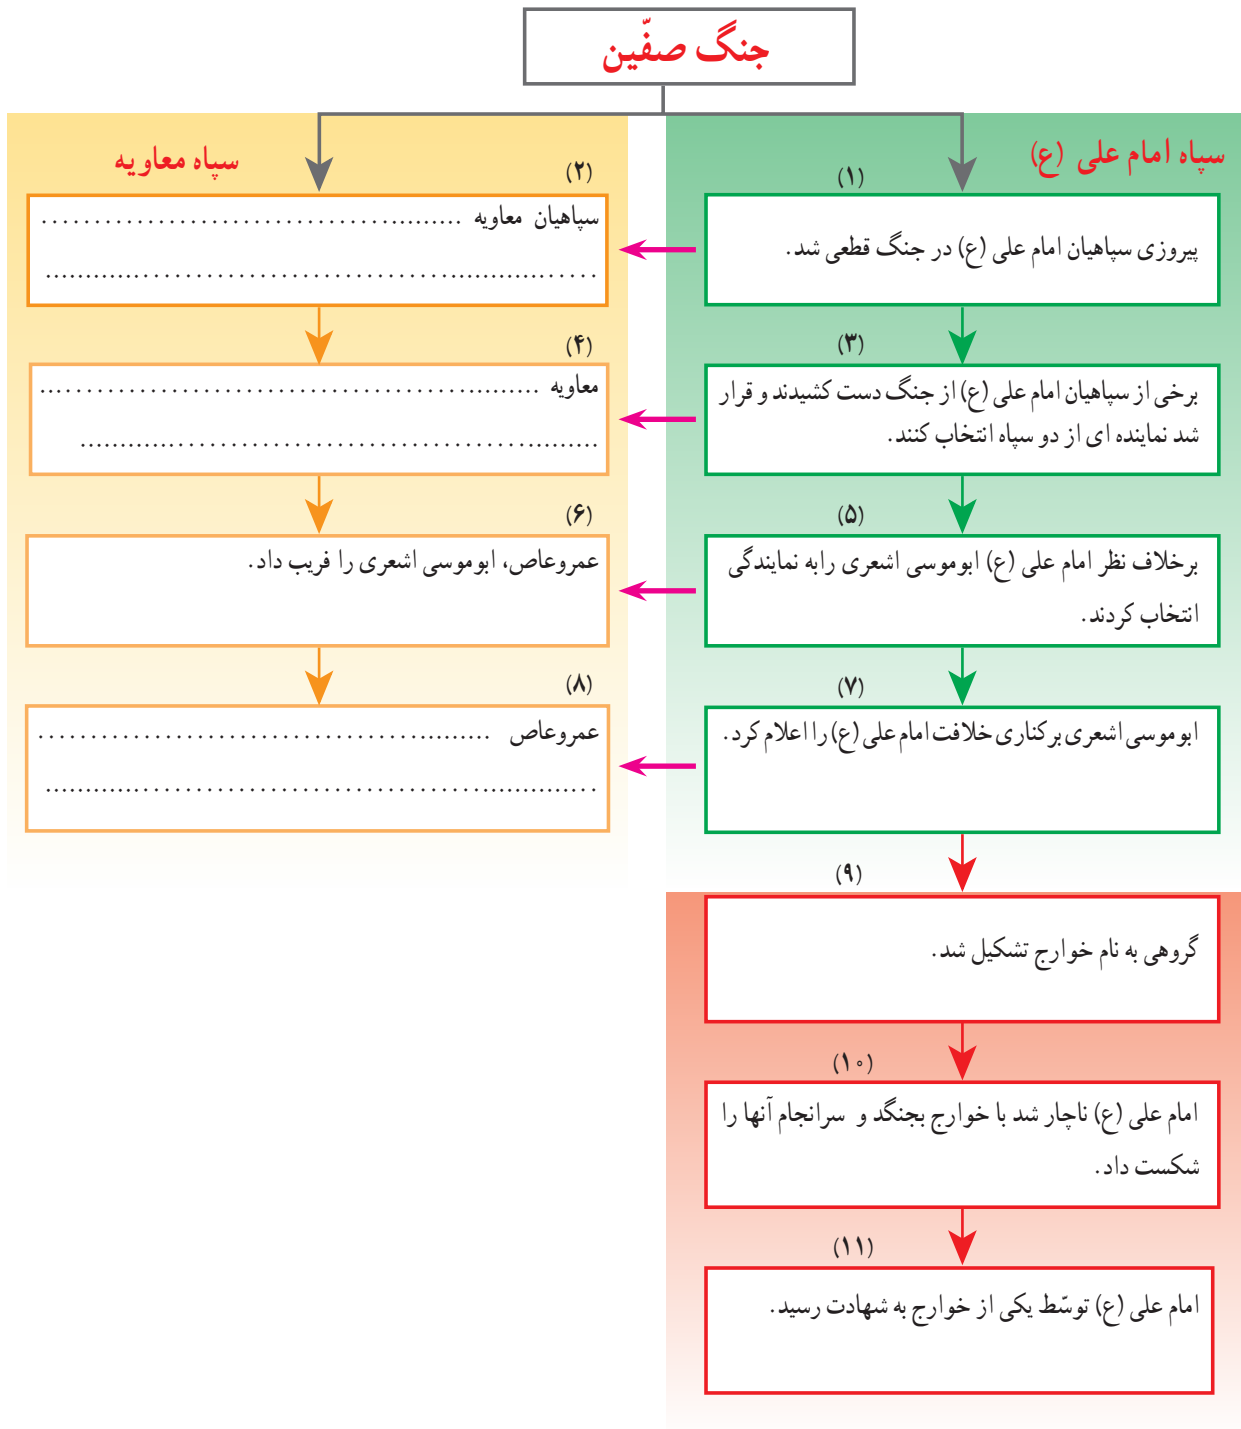 جنگ صفّین
سپاه امام علی (ع)
سپاه معاویه
(۱)
پیروزی سپاهیان امام علی (ع) در جنگ قطعی شد.
(۲)
سپاهیان معاویه ..........................................
....................................................
(۳)
برخی از سپاهیان امام علی (ع) از جنگ دست کشیدند و قرار
شد نماینده ای از دو سپاه انتخاب کنند.
(۴)
معاویه ................................................
..................................................
(۵)
برخلاف نظر امام علی (ع) ابوموسی اشعری رابه نمایندگی
انتخاب کردند.
(۶)
عمروعاص، ابوموسی اشعری را فریب داد.
(۷)
ابوموسی اشعری برکناری خلافت امام علی (ع) را اعلام کرد.
(۸)
عمروعاص ............................................
....................................................
(۹)
گروهی به نام خوارج تشکیل شد.
(۱۰)
امام علی (ع) ناچار شد با خوارج بجنگد و سرانجام آنها را
شکست داد.
(۱۱)
امام علی (ع) توسّط یکی از خوارج به شهادت رسید.